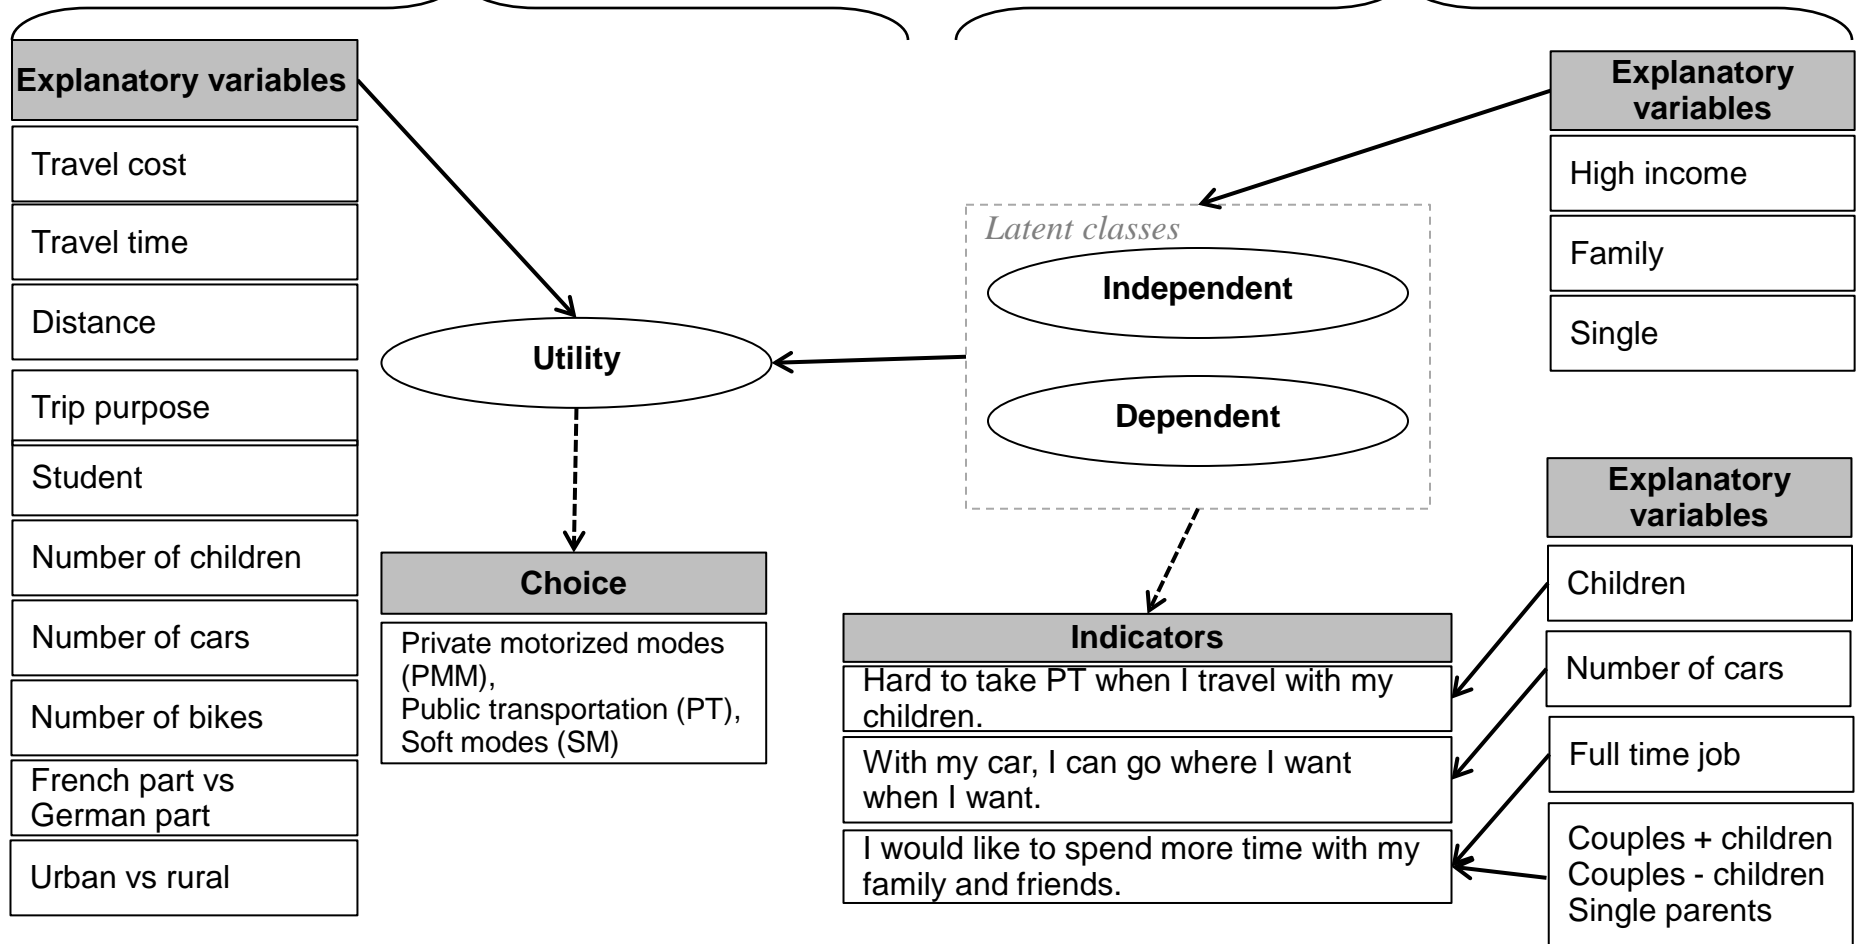 Explanatory variables
Travel cost
Travel time
Distance
Trip purpose
Student
Number of children
Number of cars
Number of bikes
French part vs
German part
Urban vs rural
Utility
Choice
Private motorized modes
(PMM),
Public transportation (PT),
Soft modes (SM)
Latent classes
Independent
Dependent
Indicators
Hard to take PT when I travel with my
children.
With my car, I can go where I want
when I want.
I would like to spend more time with my
family and friends.
Explanatory
variables
High income
Family
Single
Explanatory
variables
Children
Number of cars
Full time job
Couples + children
Couples - children
Single parents